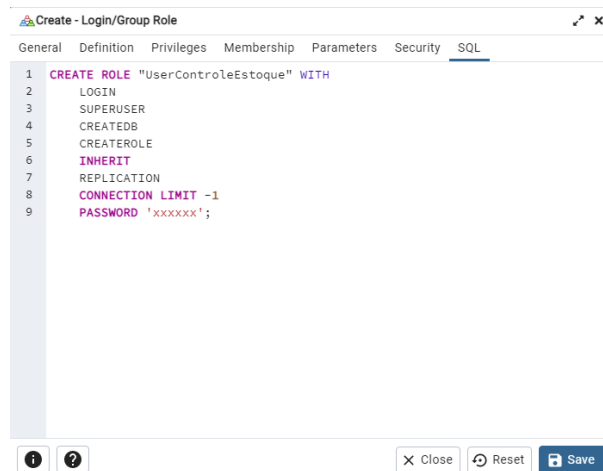 Create - Login/Group Role
General Definition Privileges Membership Parameters Security SQL
1 CREATE ROLE "UserControleEstoque" WITH
2 LOGIN
3 SUPERUSER
4 CREATEDB
5 CREATEROLE
6 INHERIT
7 REPLICATION
8 CONNECTION LIMIT -1
9 PASSWORD 'xxxxxx';
Close Reset Save